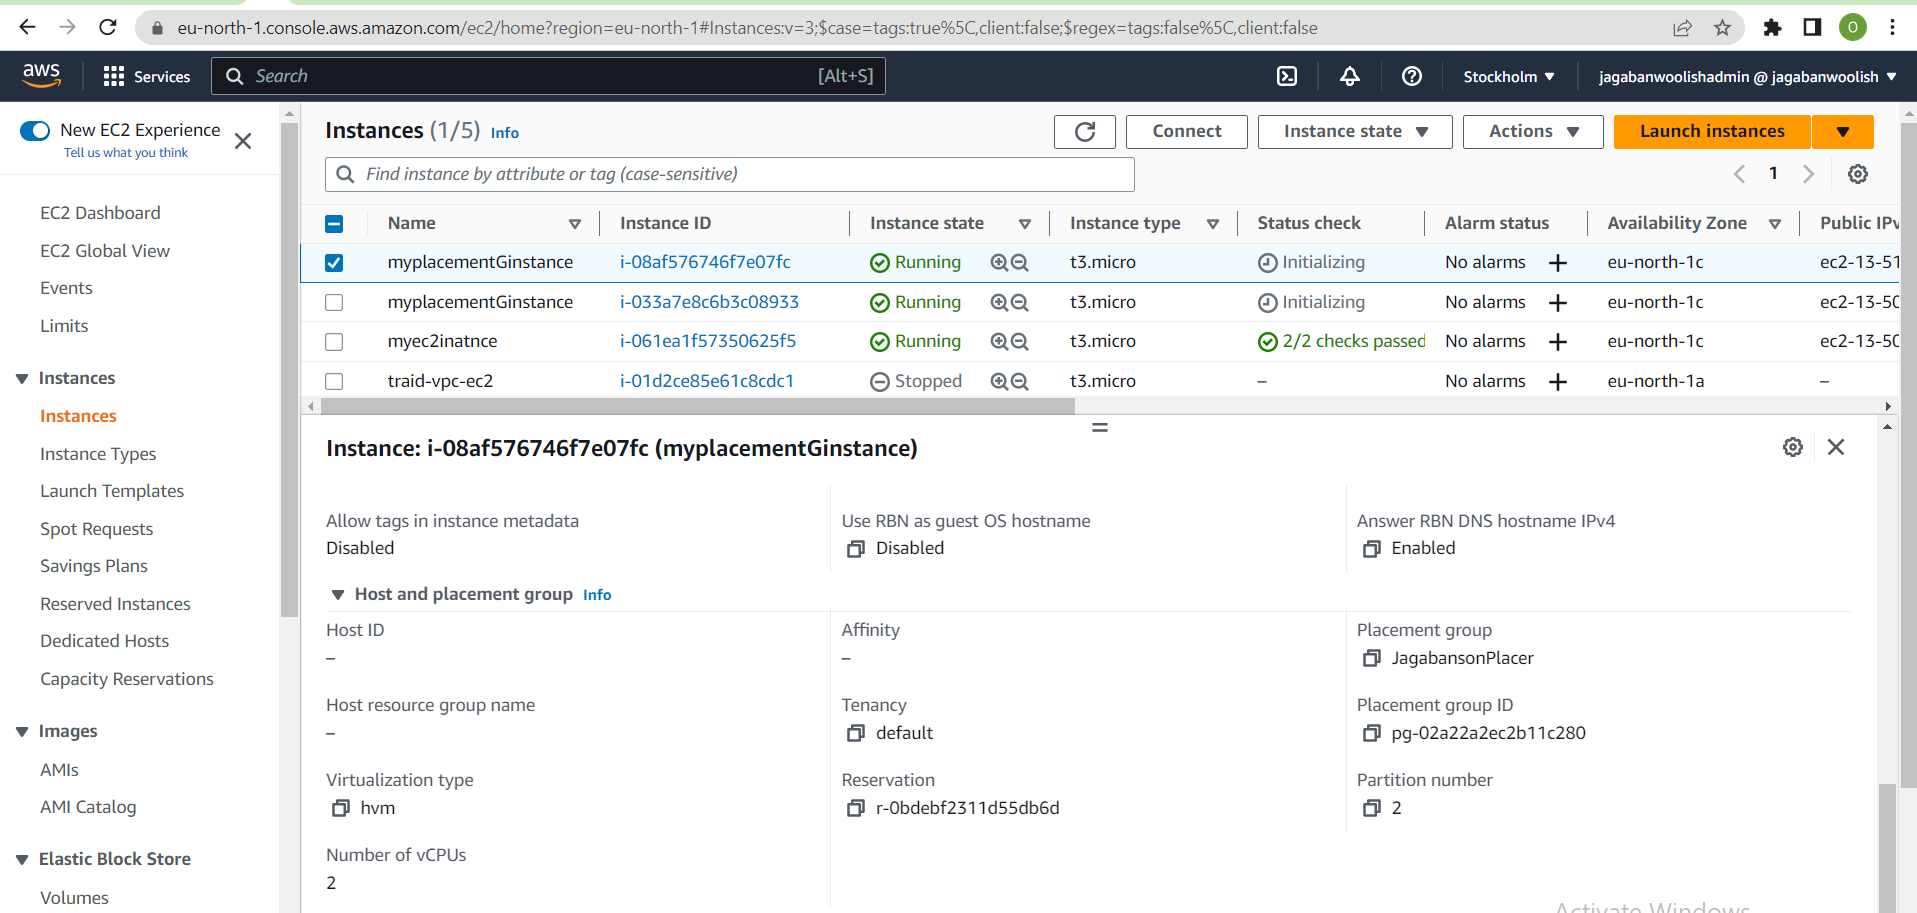 eu-north-1.console.aws.amazon.com/ec2/home?region=eu-north-1#Instances:v=3;$case=tags:true%5C,client:false;$regex=tags:false%5C,client:false
O
aws
Services
Search
[Alt+S]
Stockholm
jagabanwoolishadmin @ jagabanwoolish
New EC2 Experience
Tell us what you think
EC2 Dashboard
EC2 Global View
Events
Limits
Instances
Instances
Instance Types
Launch Templates
Spot Requests
Savings Plans
Reserved Instances
Dedicated Hosts
Capacity Reservations
Images
AMIs
AMI Catalog
Elastic Block Store
Volumes
Instances (1/5) Info
Connect
Instance state
Actions
Launch instances
Find instance by attribute or tag (case-sensitive)
1
Name Instance ID Instance state Instance type Status check Alarm status Availability Zone Public IPv
myplacementGinstance i-08af576746f7e07fc Running t3.micro Initializing No alarms eu-north-1c ec2-13-51
myplacementGinstance i-033a7e8c6b3c08933 Running t3.micro Initializing No alarms eu-north-1c ec2-13-50
myec2inatnce i-061ea1f57350625f5 Running t3.micro 2/2 checks passed No alarms eu-north-1c ec2-13-50
traid-vpc-ec2 i-01d2ce85e61c8cdc1 Stopped t3.micro – No alarms eu-north-1a –
Instance: i-08af576746f7e07fc (myplacementGinstance)
Allow tags in instance metadata
Disabled
Use RBN as guest OS hostname
Disabled
Answer RBN DNS hostname IPv4
Enabled
Host and placement group Info
Host ID
–
Affinity
–
Placement group
JagabansonPlacer
Host resource group name
–
Tenancy
default
Placement group ID
pg-02a22a2ec2b11c280
Virtualization type
hvm
Reservation
r-0bdebf2311d55db6d
Partition number
2
Number of vCPUs
2
Activate Windows